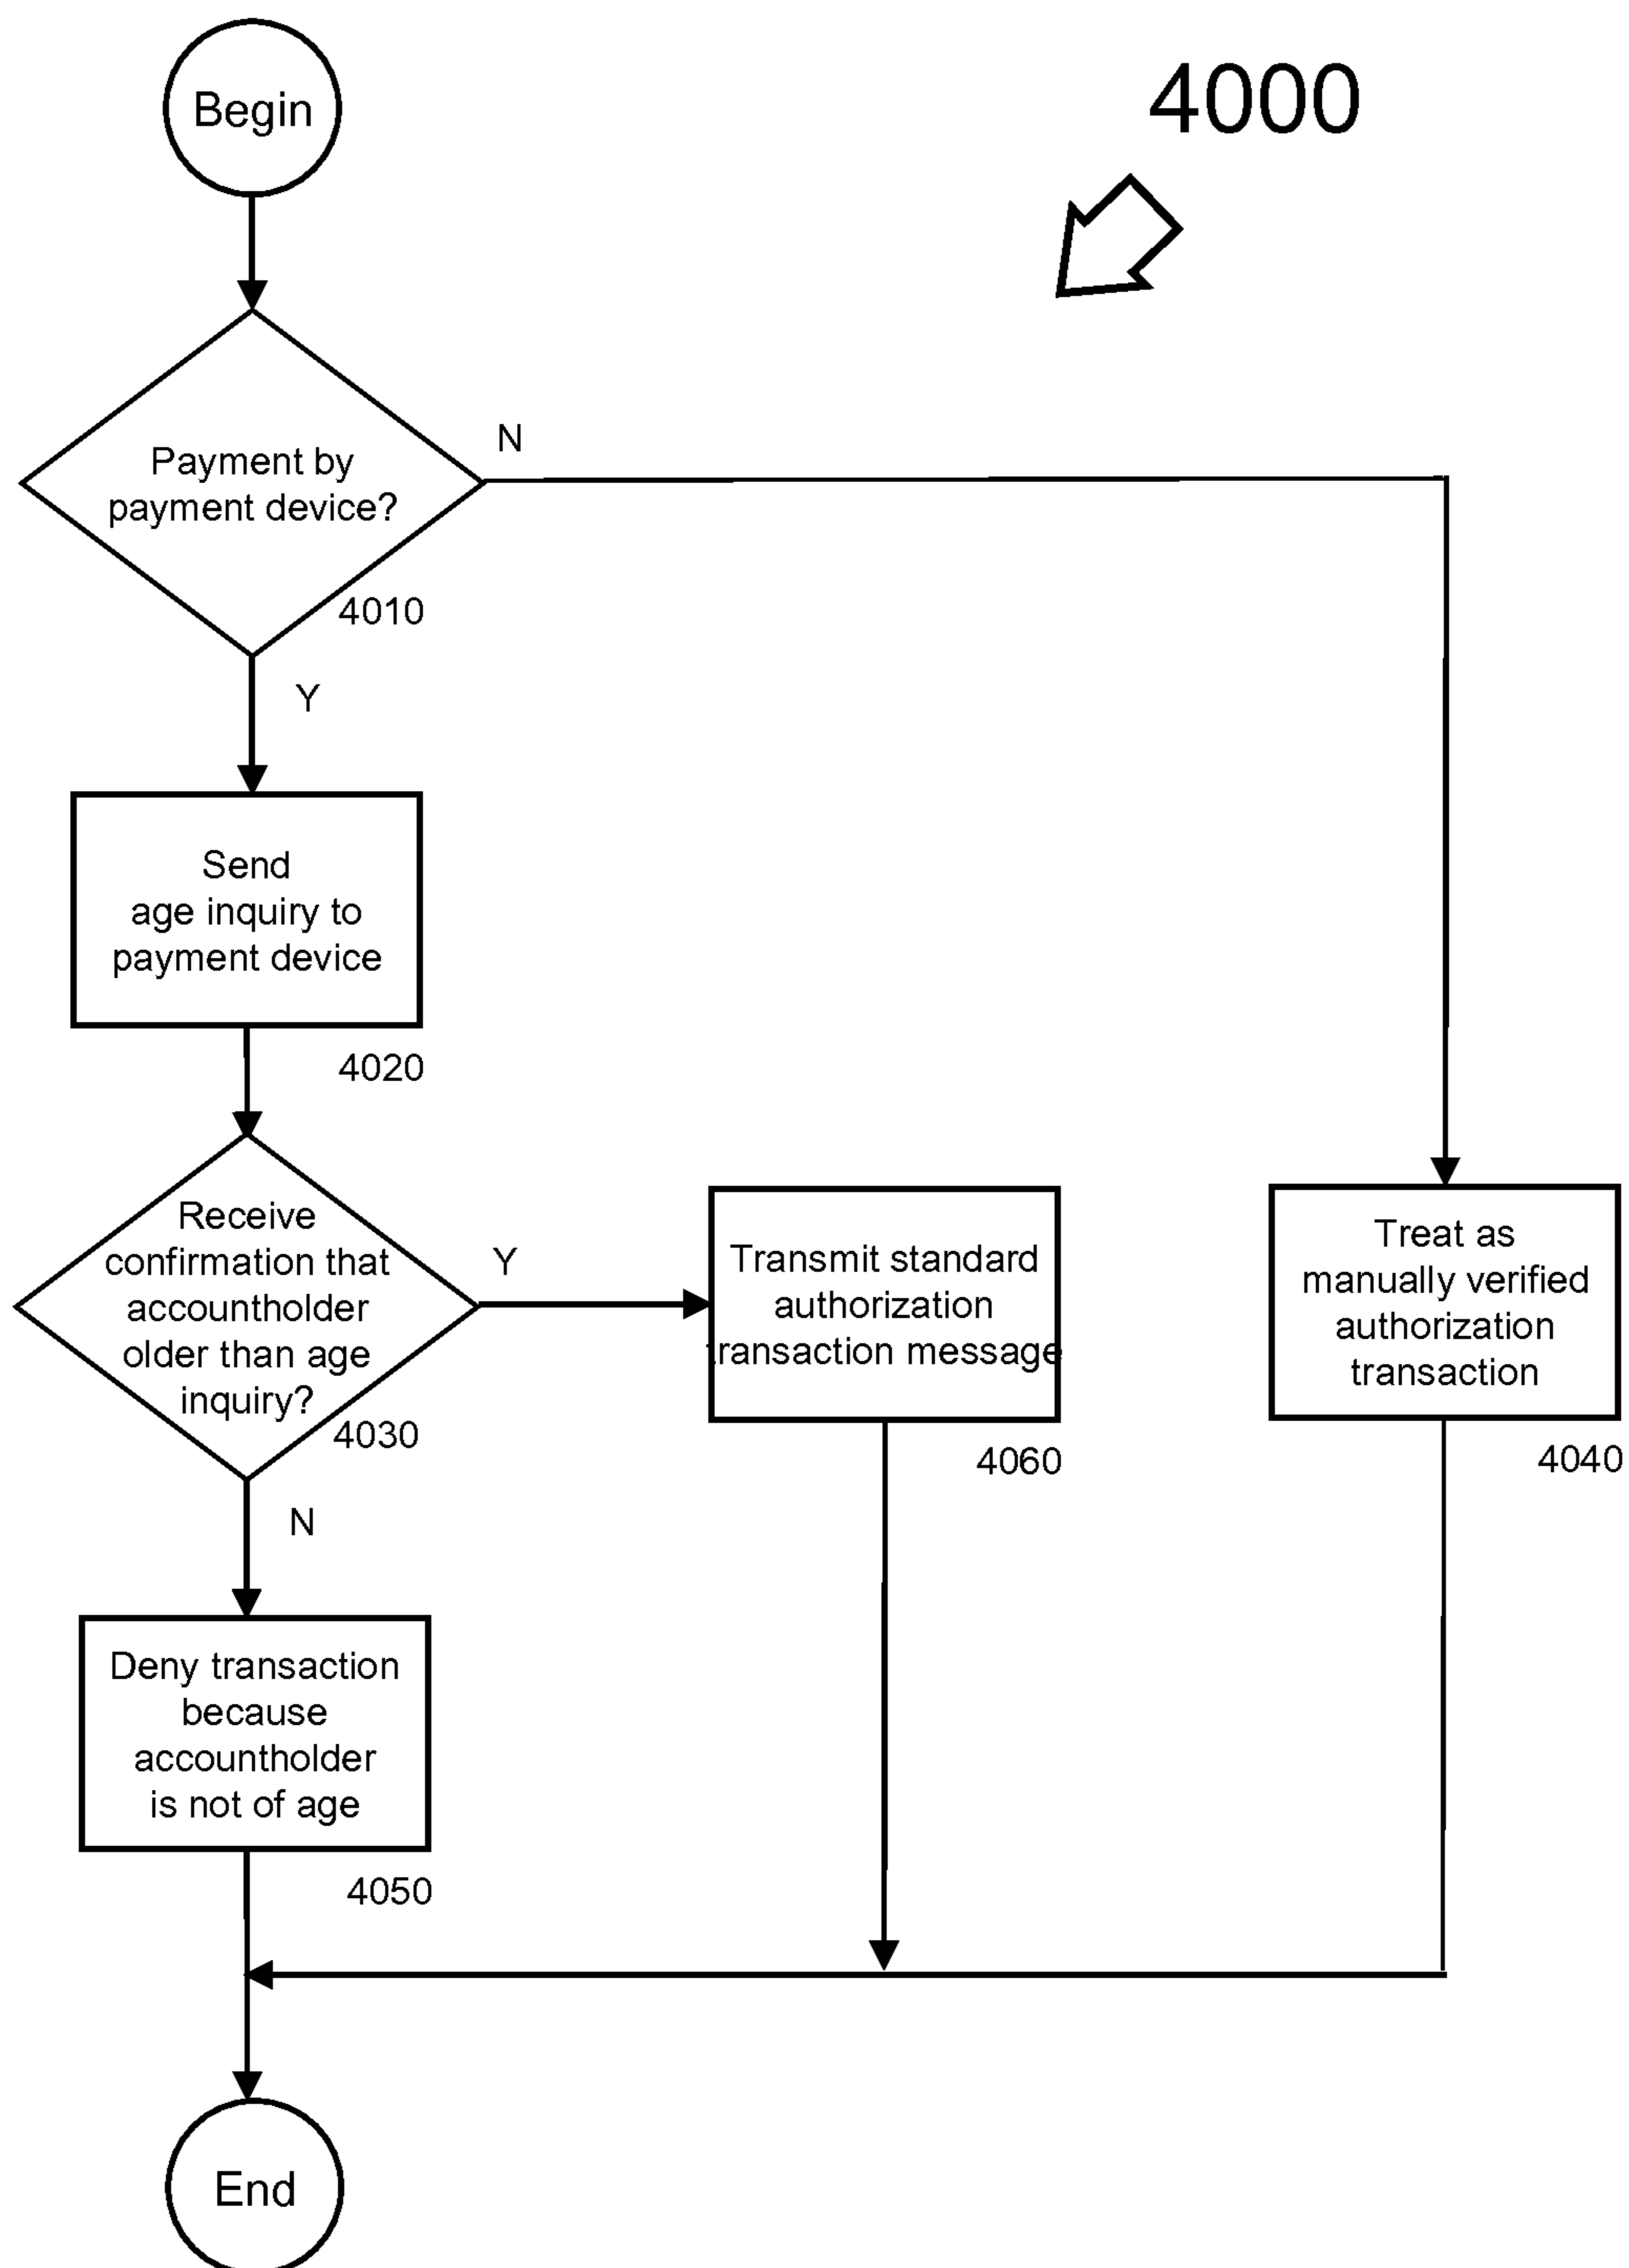 Begin
4000
Payment by
payment device?
N
4010
Y
Send
age inquiry to
payment device
4020
Receive
confirmation that
accountholder
older than age
inquiry?
4030
Y
Transmit standard
authorization
transaction message
4060
Treat as
manually verified
authorization
transaction
4040
N
Deny transaction
because
accountholder
is not of age
4050
End